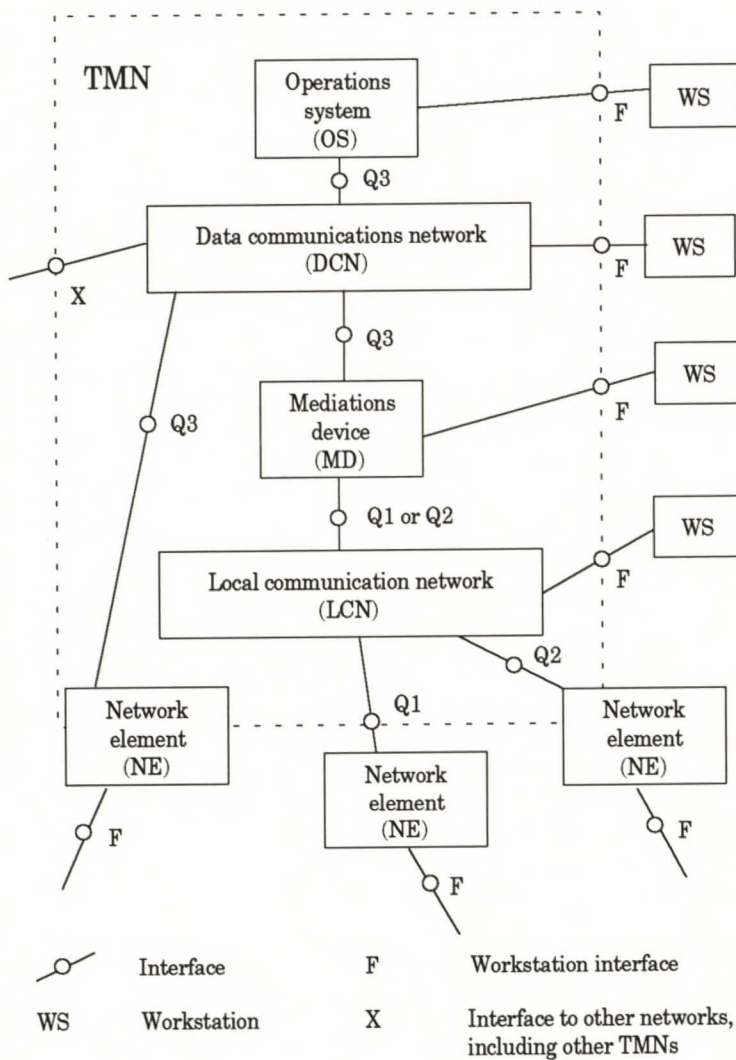 TMN
Operations
system
(OS)
F
WS
Q3
Data communications network
(DCN)
F
WS
X
Q3
Q3
Mediations
device
(MD)
F
WS
Q1 or Q2
Local communication network
(LCN)
F
WS
Q2
Q1
Network
element
(NE)
Network
element
(NE)
Network
element
(NE)
F
F
F
Interface
F Workstation interface
WS Workstation
X Interface to other networks,
including other TMNs